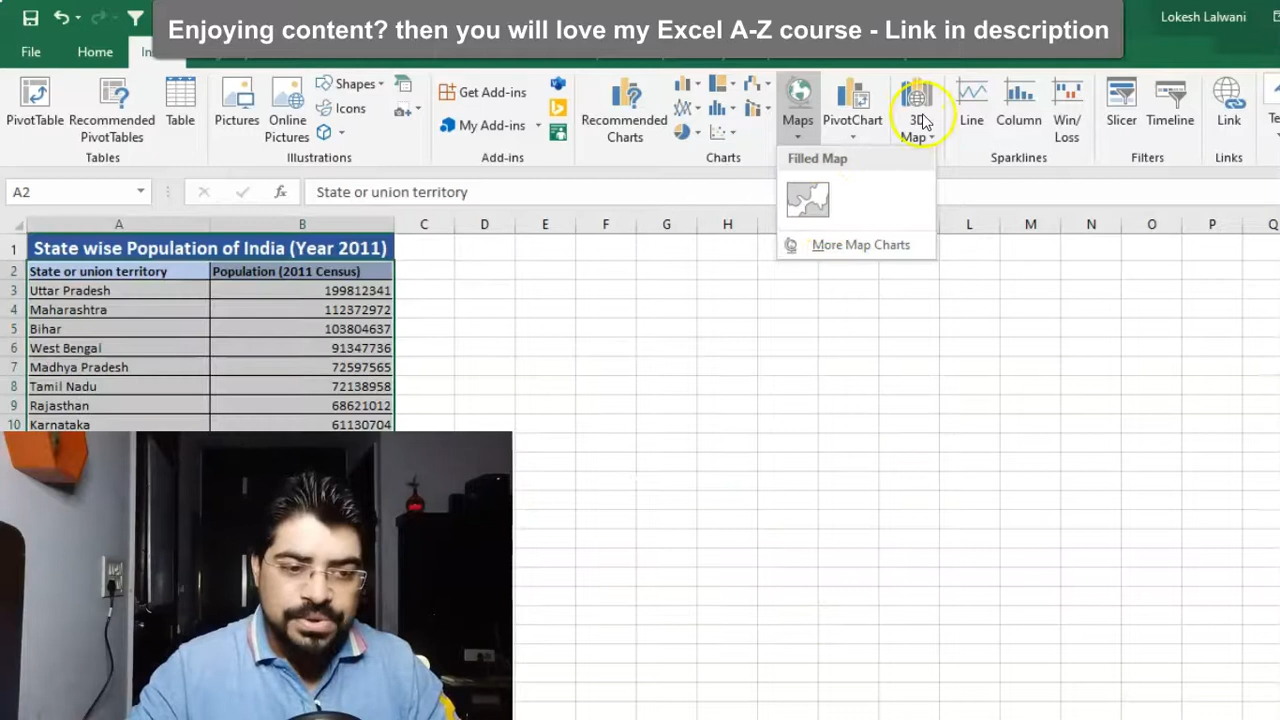 Enjoying content? then you will love my Excel A-Z course - Link in description
Lokesh Lalwani
File
Home
PivotTable
Recommended
PivotTables
Table
Tables
Pictures
Online
Pictures
Shapes
Icons
Illustrations
Get Add-ins
My Add-ins
Add-ins
Recommended
Charts
Charts
Maps
PivotChart
3D
Map
Line
Column
Win/
Loss
Sparklines
Slicer
Timeline
Filters
Link
Links
Filled Map
More Map Charts
A2
fx
State or union territory
A B C D E F G H L M N O P Q
1 State wise Population of India (Year 2011)
2 State or union territory Population (2011 Census)
3 Uttar Pradesh 199812341
4 Maharashtra 112372972
5 Bihar 103804637
6 West Bengal 91347736
7 Madhya Pradesh 72597565
8 Tamil Nadu 72138958
9 Rajasthan 68621012
10 Karnataka 61130704